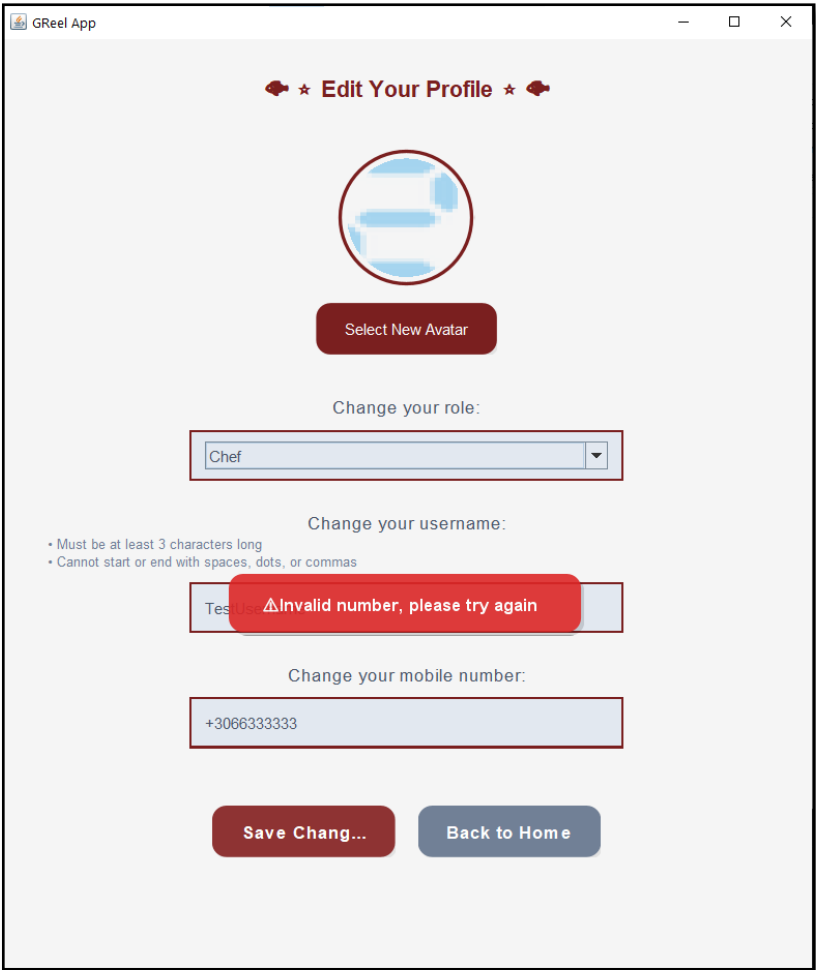 GReel App
Edit Your Profile
Select New Avatar
Change your role:
Chef
Change your username:
• Must be at least 3 characters long
• Cannot start or end with spaces, dots, or commas
⚠Invalid number, please try again
Change your mobile number:
+3066333333
Save Chang...
Back to Home